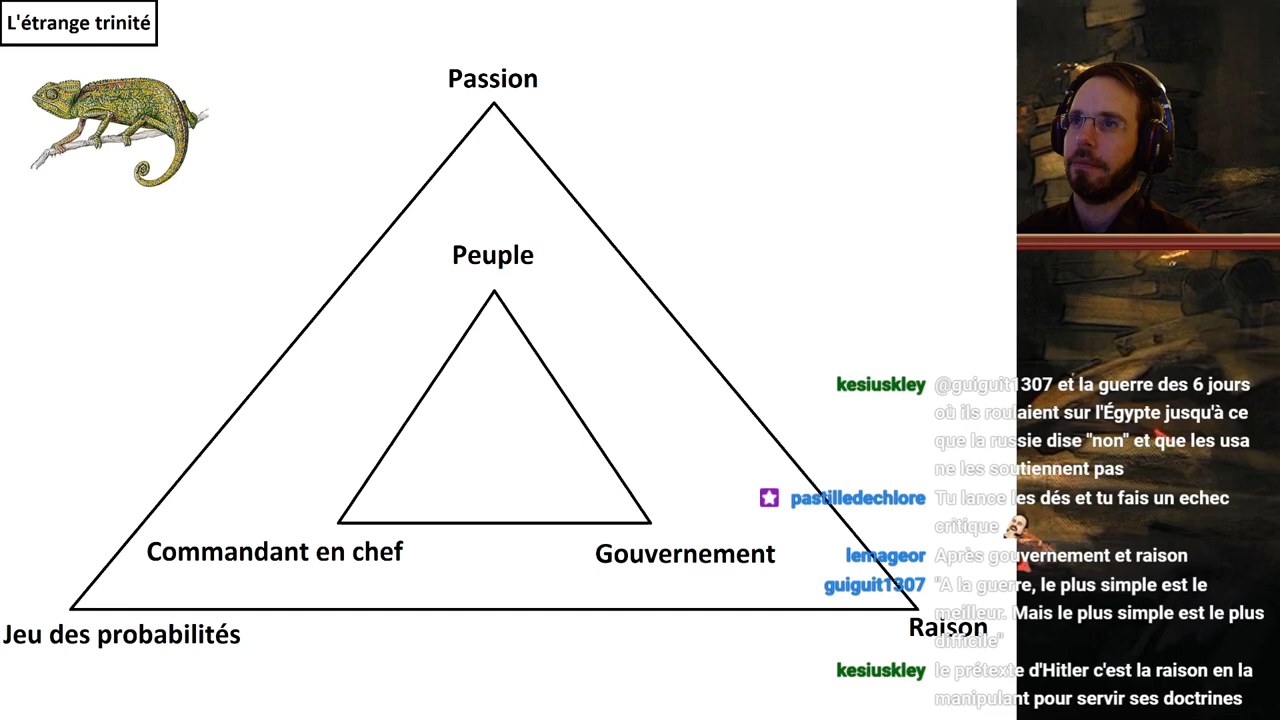 L'étrange trinité
Passion
Peuple
Commandant en chef
Gouvernement
Jeu des probabilités
Raison
kesiuskley @guiguit1307 et la guerre des 6 jours
où ils roulaient sur l'Égypte jusqu'à ce
que la russie dise "non" et que les usa
ne les soutiennent pas
pastilledechlore Tu lance les dés et tu fais un echec
critique
lemageor Après gouvernement et raison
guiguit1307 "A la guerre, le plus simple est le
meilleur. Mais le plus simple est le plus
difficile"
kesiuskley le prétexte d'Hitler c'est la raison en la
manipulant pour servir ses doctrines